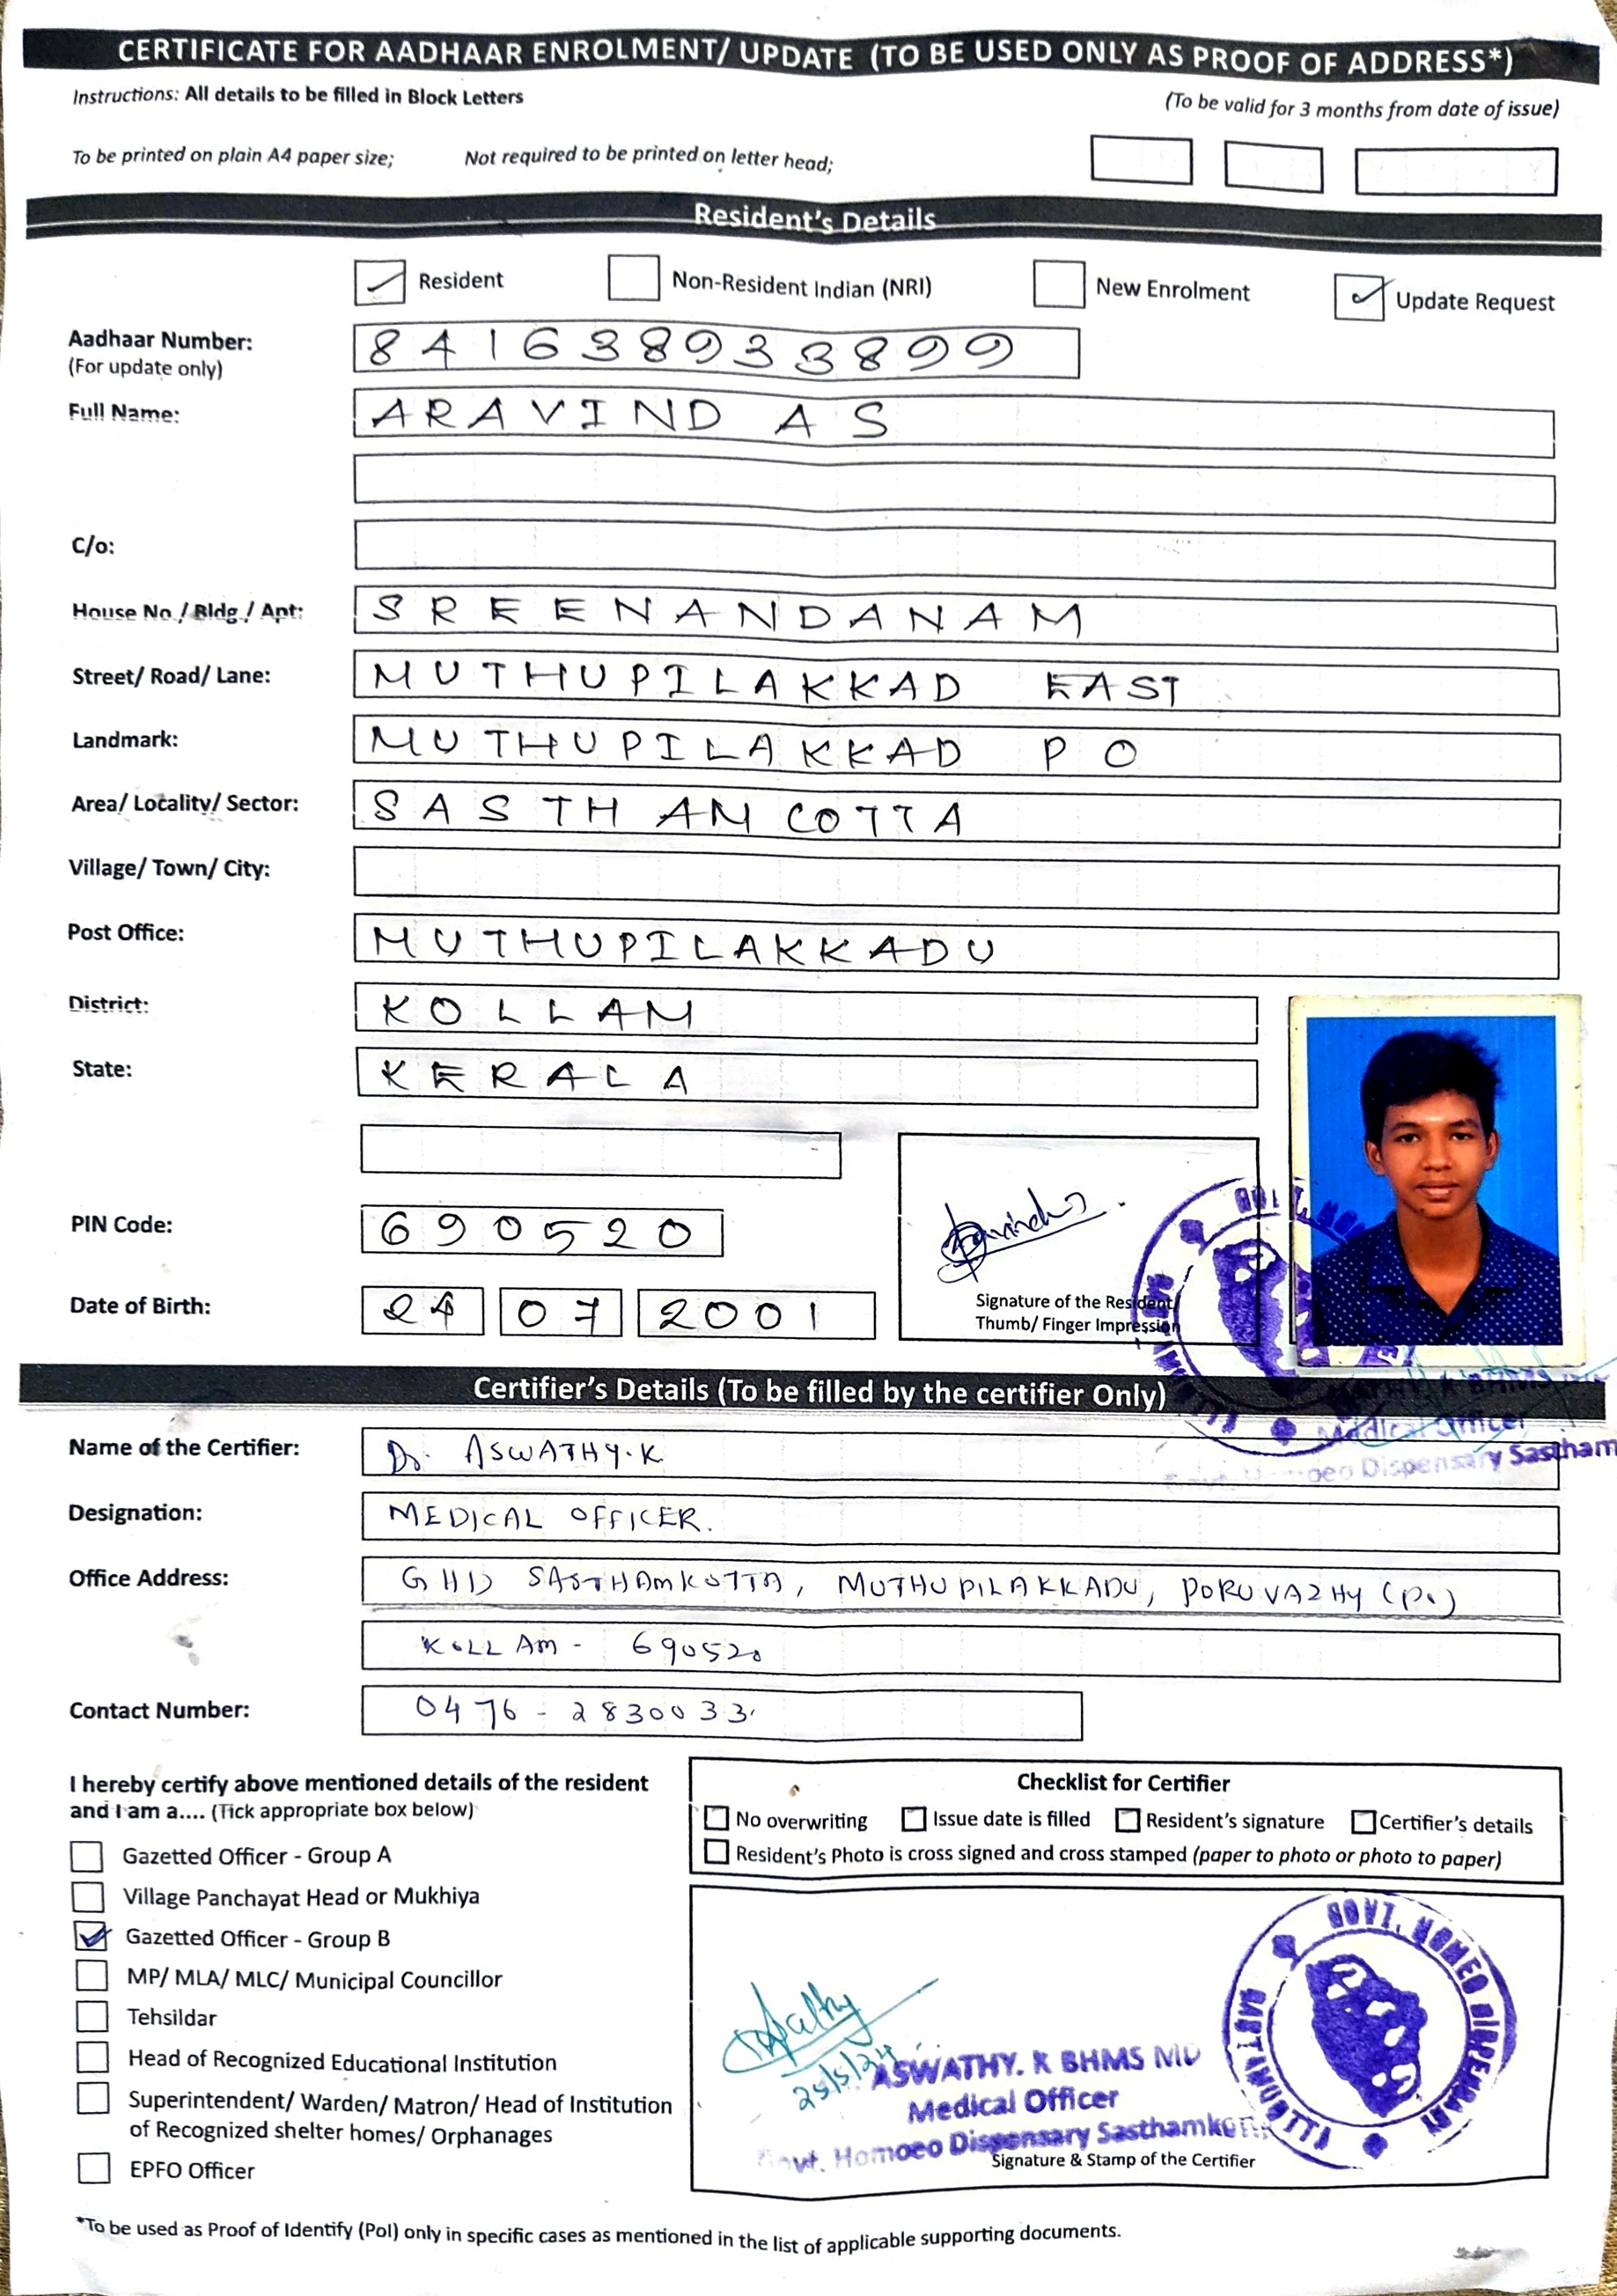 CERTIFICATE FOR AADHAAR ENROLMENT/ UPDATE (TO BE USED ONLY AS PROOF OF ADDRESS*)
Instructions: All details to be filled in Block Letters
(To be valid for 3 months from date of issue)
To be printed on plain A4 paper size; Not required to be printed on letter head;
Resident's Details
Resident Non-Resident Indian (NRI) New Enrolment Update Request
Aadhaar Number: 841638933899
(For update only)
Full Name: ARAVIND A S
C/o:
House No./ Bldg./ Apt: SREENANDANAM
Street/ Road/ Lane: MUTHUPILAKKAD EAST
Landmark: MUTHUPILAKKAD P O
Area/ Locality/ Sector: SASTHAMCOTTA
Village/ Town/ City:
Post Office: MUTHUPILAKKADU
District: KOLLAM
State: KERALA
PIN Code: 690520
Date of Birth: 24 07 2001
Signature of the Resident/
Thumb/ Finger Impression
Certifier's Details (To be filled by the certifier Only)
Medical Officer
Homoeo Dispensary Sastham
Name of the Certifier: Dr. ASWATHY.K
Designation: MEDICAL OFFICER.
Office Address: GHD SASTHAMKOTTA, MUTHUPILAKKADU, PORUVAZHY (PO)
KOLLAM - 690520
Contact Number: 0476 - 2830033
I hereby certify above mentioned details of the resident
and I am a.... (Tick appropriate box below)
Gazetted Officer - Group A
Village Panchayat Head or Mukhiya
Gazetted Officer - Group B
MP/ MLA/ MLC/ Municipal Councillor
Tehsildar
Head of Recognized Educational Institution
Superintendent/ Warden/ Matron/ Head of Institution
of Recognized shelter homes/ Orphanages
EPFO Officer
Checklist for Certifier
No overwriting Issue date is filled Resident's signature Certifier's details
Resident's Photo is cross signed and cross stamped (paper to photo or photo to paper)
25/5/24
ASWATHY. K BHMS MD
Medical Officer
Govt. Homoeo Dispensary Sasthamkotta
GOVT. HOMEO DISPENSARY
SASTAMKOTTA
Signature & Stamp of the Certifier
*To be used as Proof of Identify (PoI) only in specific cases as mentioned in the list of applicable supporting documents.